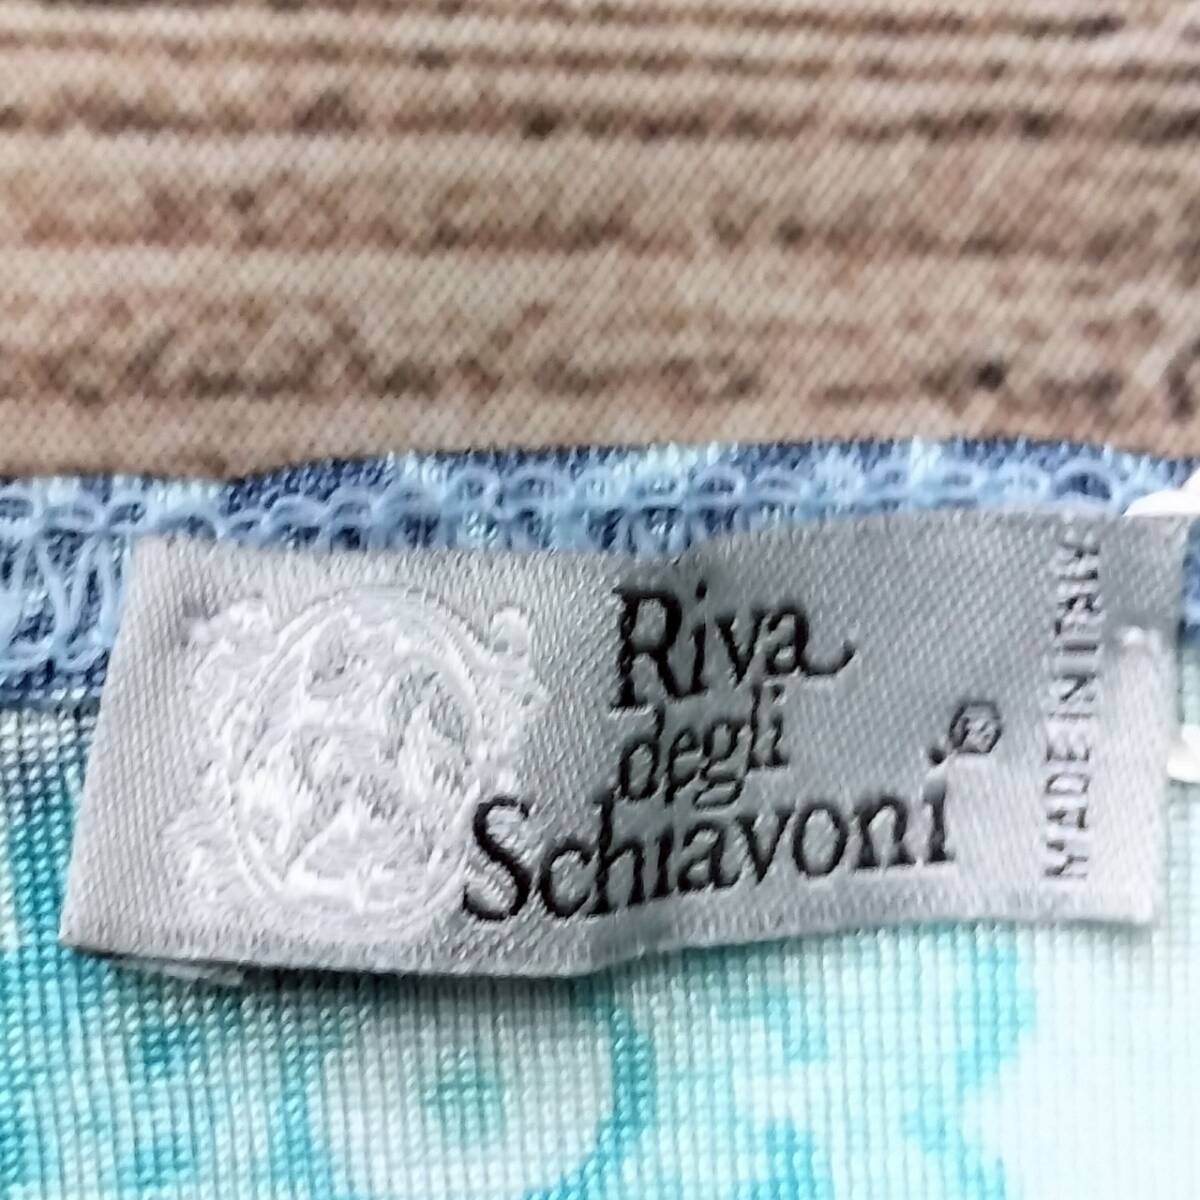 Riva
degli
Schiavoni®
MADE IN ITALY